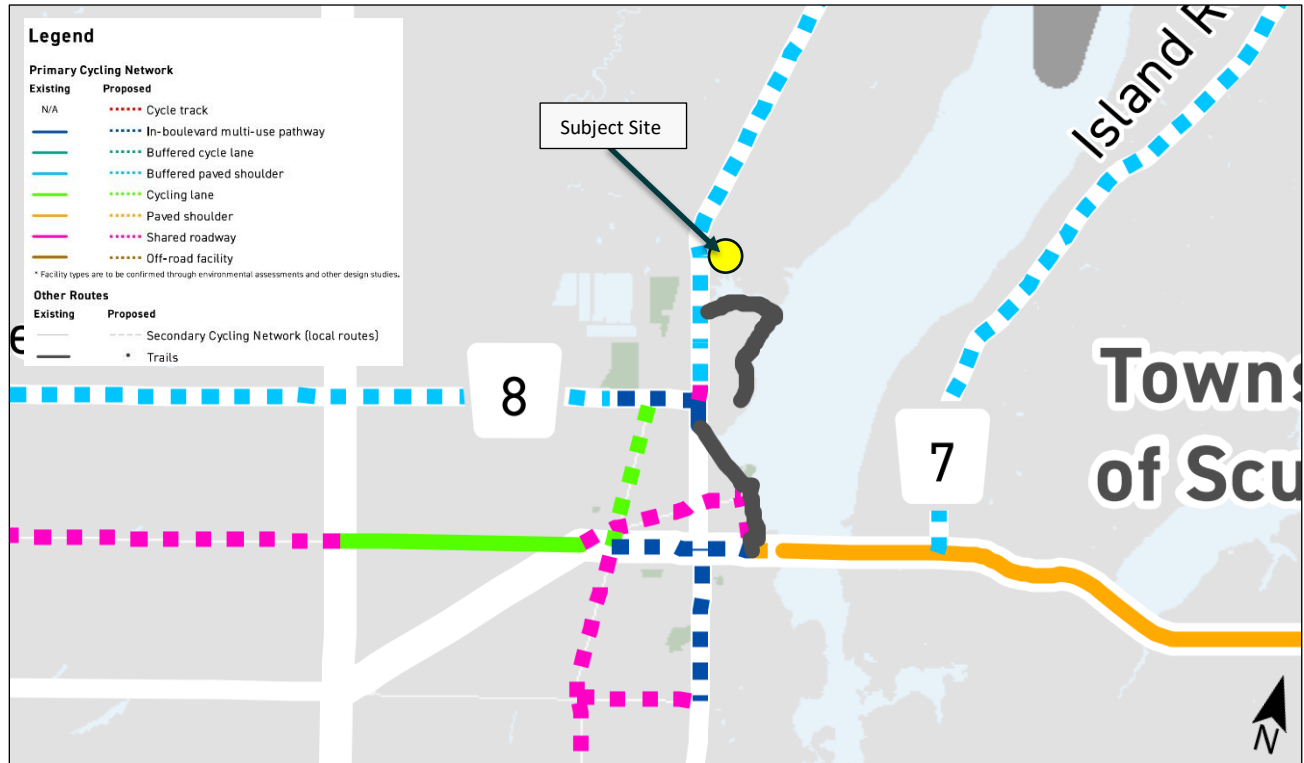 Legend
Primary Cycling Network
Existing Proposed
N/A Cycle track
In-boulevard multi-use pathway
Buffered cycle lane
Buffered paved shoulder
Cycling lane
Paved shoulder
Shared roadway
Off-road facility
* Facility types are to be confirmed through environmental assessments and other design studies.
Other Routes
Existing Proposed
Secondary Cycling Network (local routes)
Trails
Subject Site
Island R
e
8
7
Towns
of Scu
N